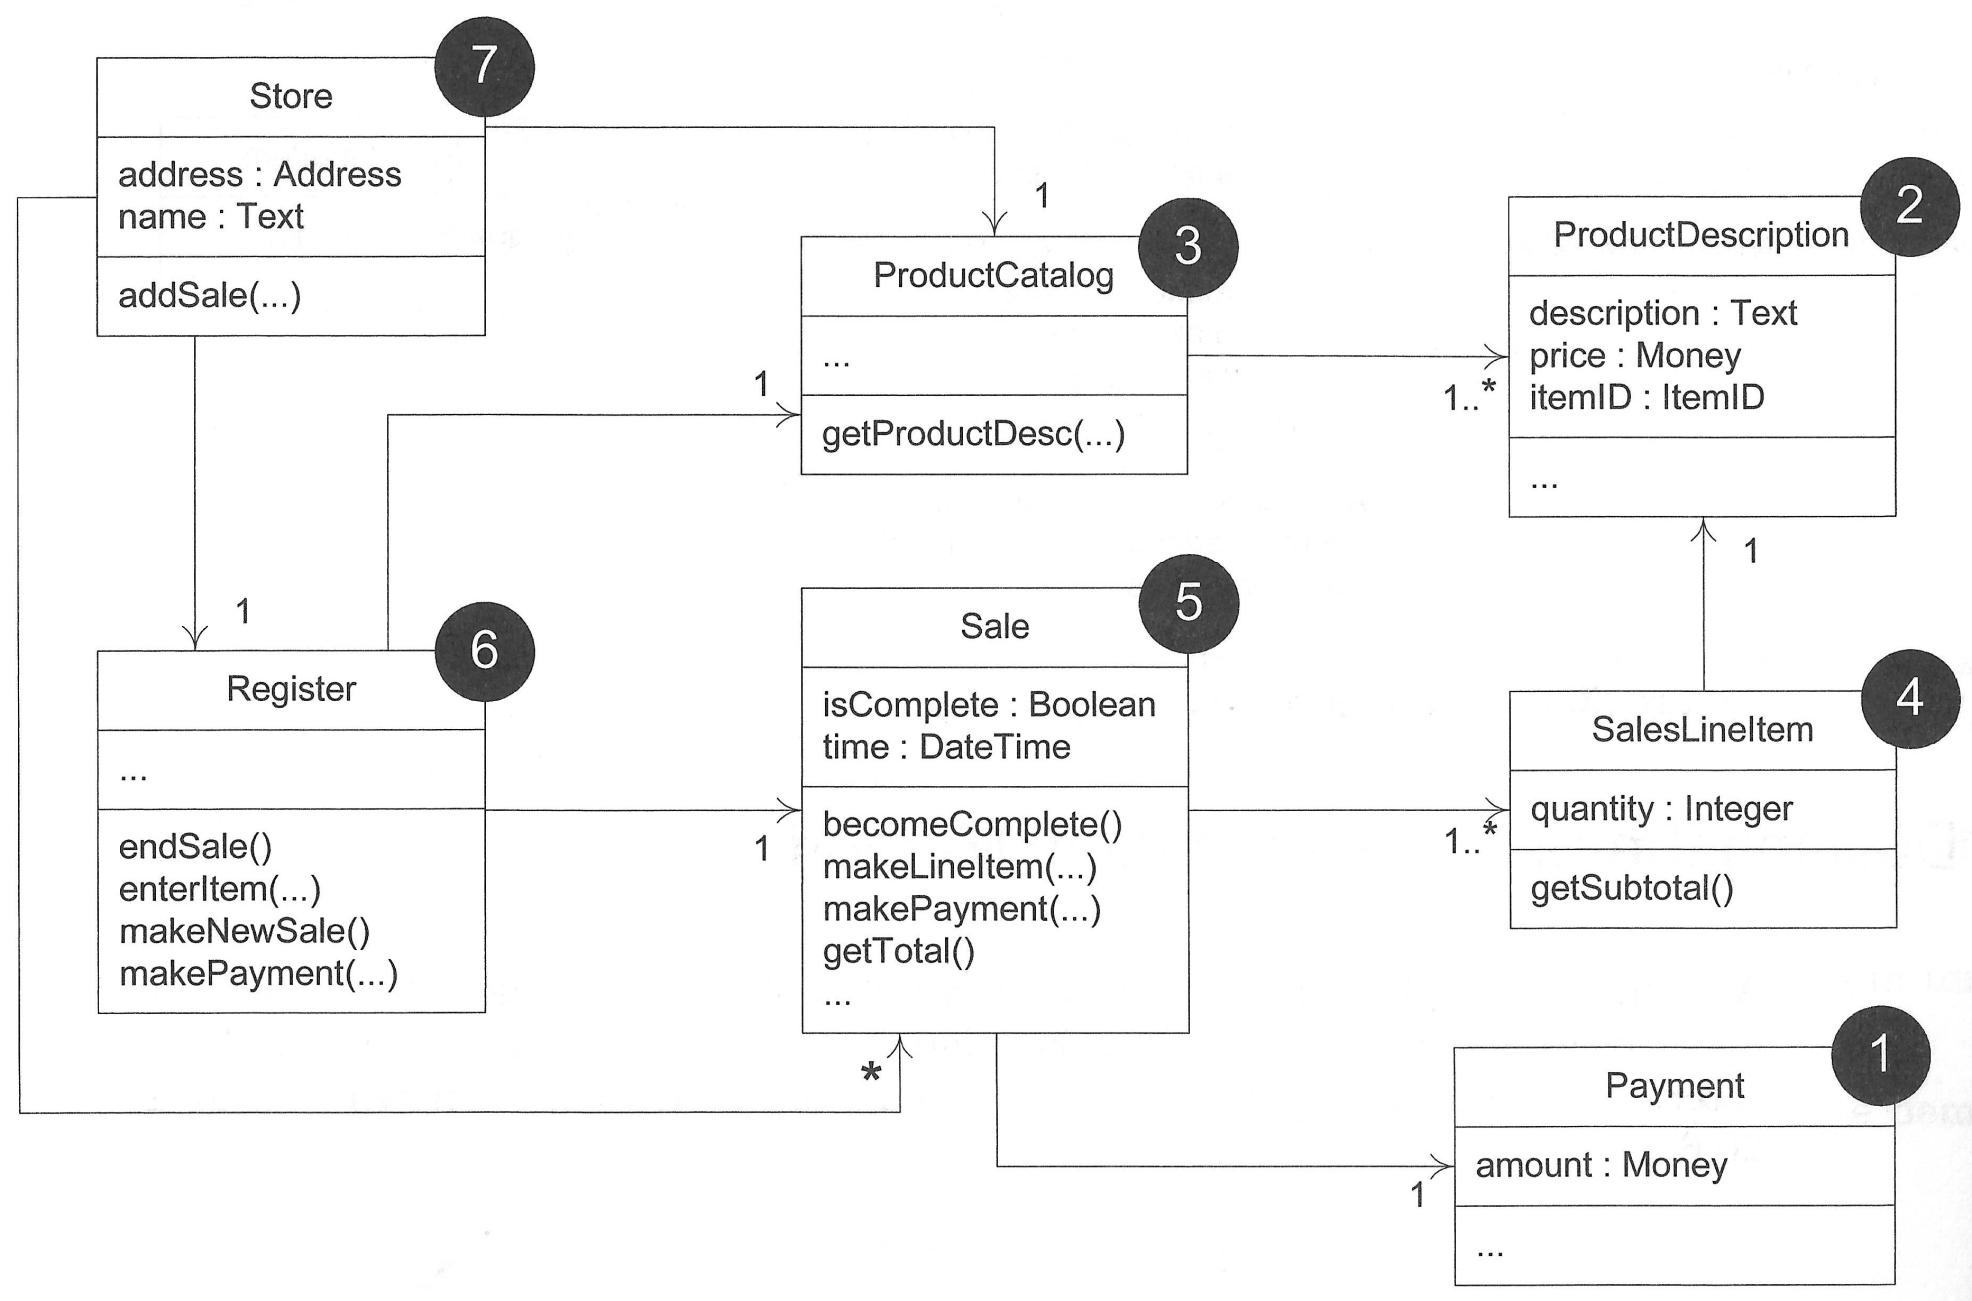 7
Store
address : Address
name : Text
addSale(...)
1
3
ProductCatalog
...
getProductDesc(...)
1
1..*
2
ProductDescription
description : Text
price : Money
itemID : ItemID
...
1
1
6
Register
...
endSale()
enterItem(...)
makeNewSale()
makePayment(...)
1
5
Sale
isComplete : Boolean
time : DateTime
becomeComplete()
makeLineItem(...)
makePayment(...)
getTotal()
...
*
1..*
4
SalesLineItem
quantity : Integer
getSubtotal()
1
1
Payment
amount : Money
...